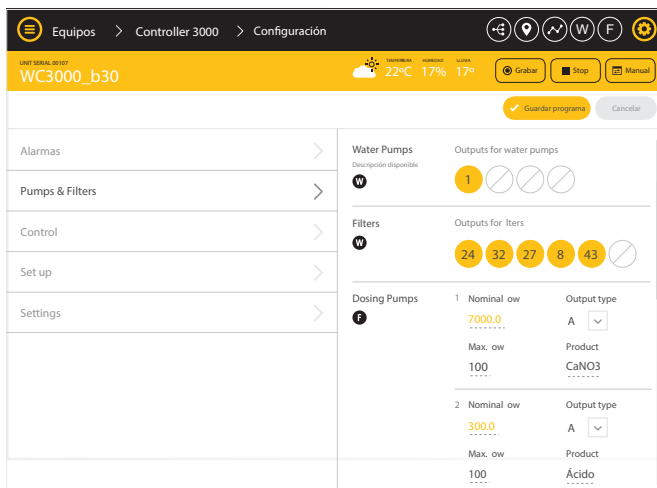 Equipos > Controller 3000 > Configuración W F
UNIT SERIAL 00107
WC3000_b30
TEMPERATURA HUMEDAD LLUVIA
22ºC 17% 17º
Grabar Stop Manual
Guardar programa Cancelar
Alarmas
Pumps & Filters
Control
Set up
Settings
Water Pumps Outputs for water pumps
Descripción disponible
W 1
Filters Outputs for lters
W
24 32 27 8 43
Dosing Pumps 1 Nominal ow Output type
F 7000.0 A
Max. ow Product
100 CaNO3
2 Nominal ow Output type
300.0 A
Max. ow Product
100 Ácido